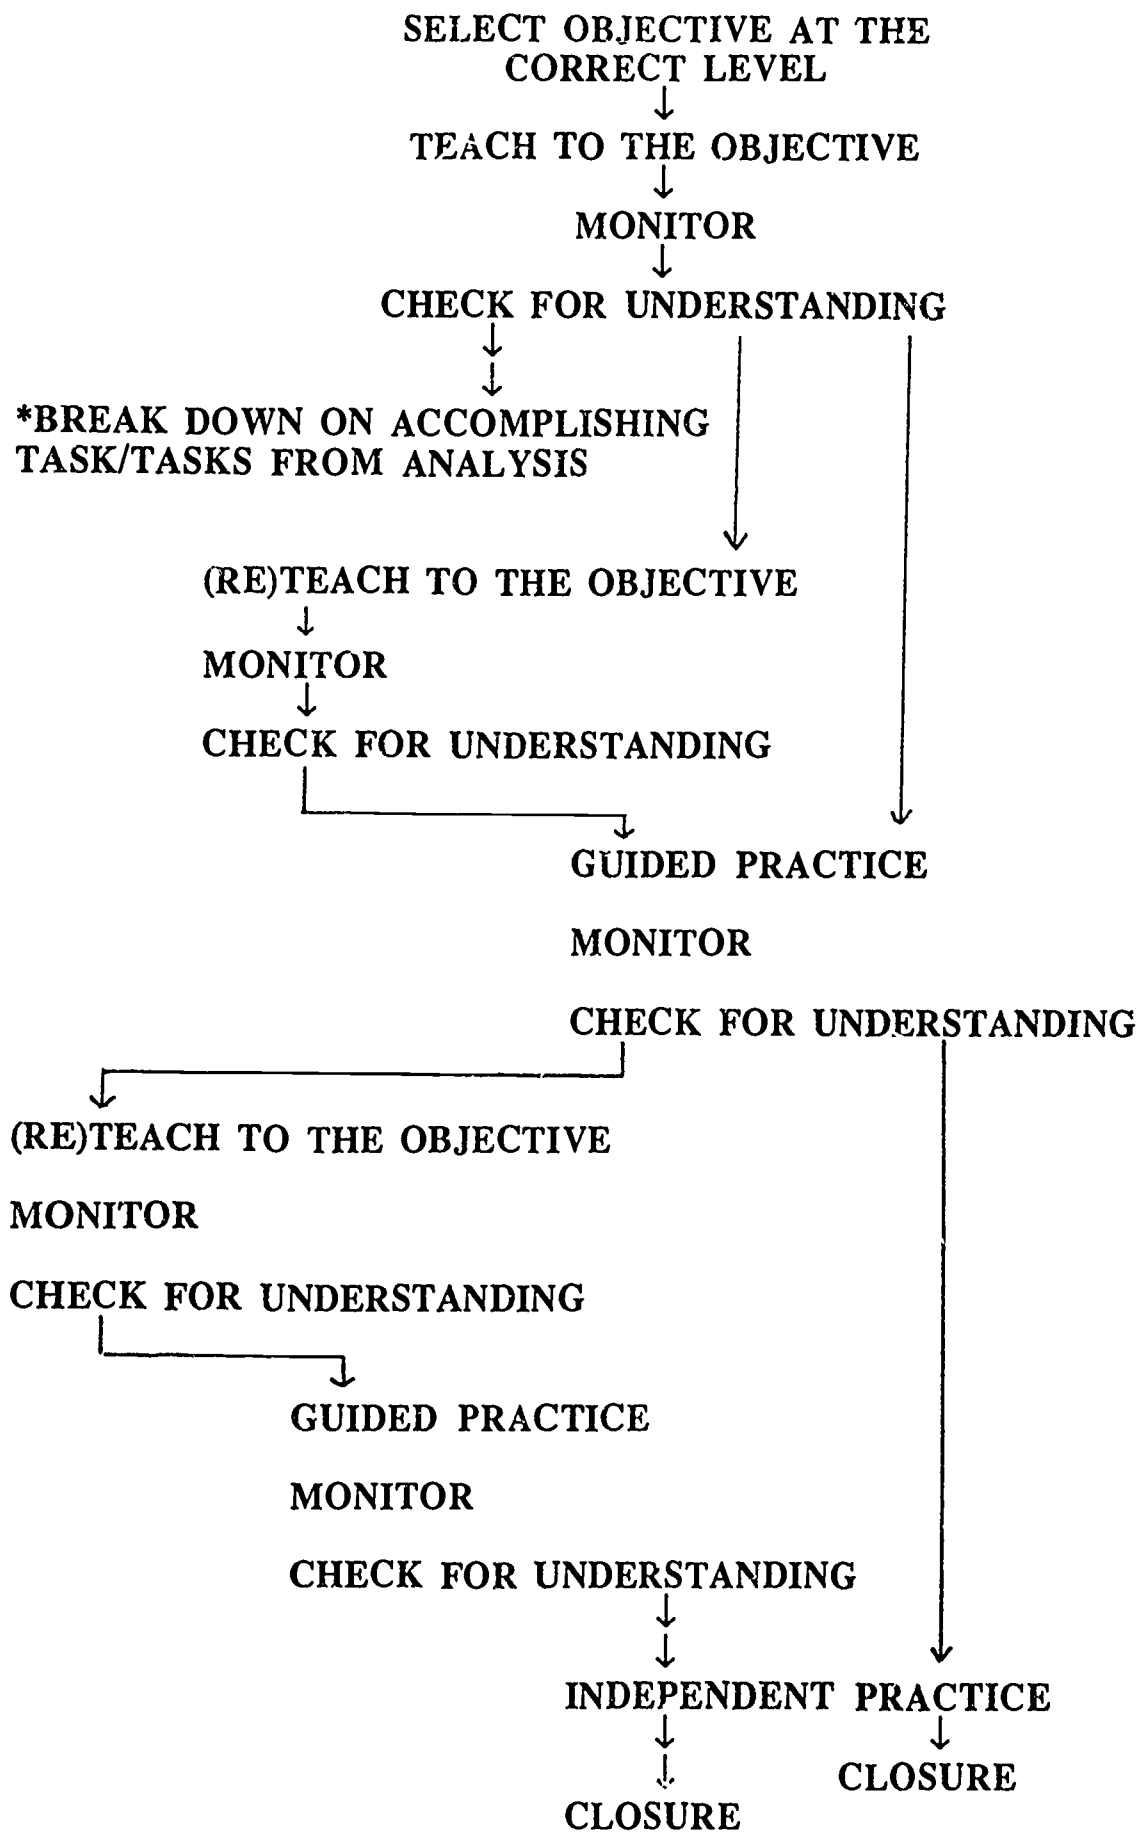 SELECT OBJECTIVE AT THE
CORRECT LEVEL
TEACH TO THE OBJECTIVE
MONITOR
CHECK FOR UNDERSTANDING
*BREAK DOWN ON ACCOMPLISHING
TASK/TASKS FROM ANALYSIS
(RE)TEACH TO THE OBJECTIVE
MONITOR
CHECK FOR UNDERSTANDING
GUIDED PRACTICE
MONITOR
CHECK FOR UNDERSTANDING
(RE)TEACH TO THE OBJECTIVE
MONITOR
CHECK FOR UNDERSTANDING
GUIDED PRACTICE
MONITOR
CHECK FOR UNDERSTANDING
INDEPENDENT PRACTICE
CLOSURE
CLOSURE